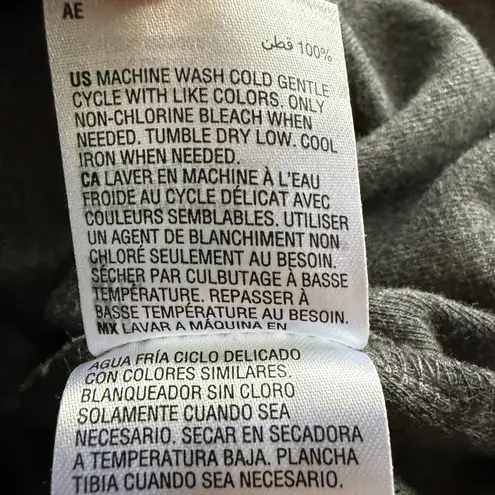 AE
100% قطن
US MACHINE WASH COLD GENTLE
CYCLE WITH LIKE COLORS. ONLY
NON-CHLORINE BLEACH WHEN
NEEDED. TUMBLE DRY LOW. COOL
IRON WHEN NEEDED.
CA LAVER EN MACHINE À L'EAU
FROIDE AU CYCLE DÉLICAT AVEC
COULEURS SEMBLABLES. UTILISER
UN AGENT DE BLANCHIMENT NON
CHLORÉ SEULEMENT AU BESOIN.
SÉCHER PAR CULBUTAGE À BASSE
TEMPÉRATURE. REPASSER À
BASSE TEMPÉRATURE AU BESOIN.
MX LAVAR A MÁQUINA EN
AGUA FRÍA CICLO DELICADO
CON COLORES SIMILARES.
BLANQUEADOR SIN CLORO
SOLAMENTE CUANDO SEA
NECESARIO. SECAR EN SECADORA
A TEMPERATURA BAJA. PLANCHA
TIBIA CUANDO SEA NECESARIO.